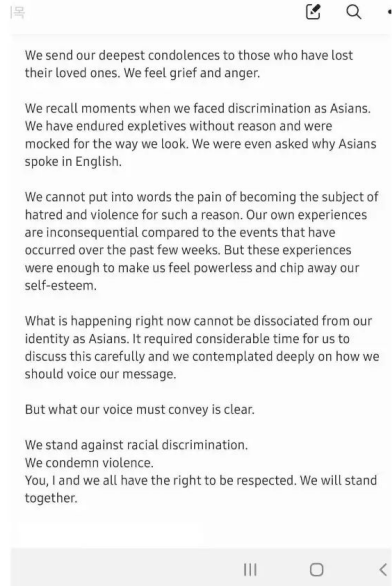 목
We send our deepest condolences to those who have lost
their loved ones. We feel grief and anger.
We recall moments when we faced discrimination as Asians.
We have endured expletives without reason and were
mocked for the way we look. We were even asked why Asians
spoke in English.
We cannot put into words the pain of becoming the subject of
hatred and violence for such a reason. Our own experiences
are inconsequential compared to the events that have
occurred over the past few weeks. But these experiences
were enough to make us feel powerless and chip away our
self-esteem.
What is happening right now cannot be dissociated from our
identity as Asians. It required considerable time for us to
discuss this carefully and we contemplated deeply on how we
should voice our message.
But what our voice must convey is clear.
We stand against racial discrimination.
We condemn violence.
You, I and we all have the right to be respected. We will stand
together.